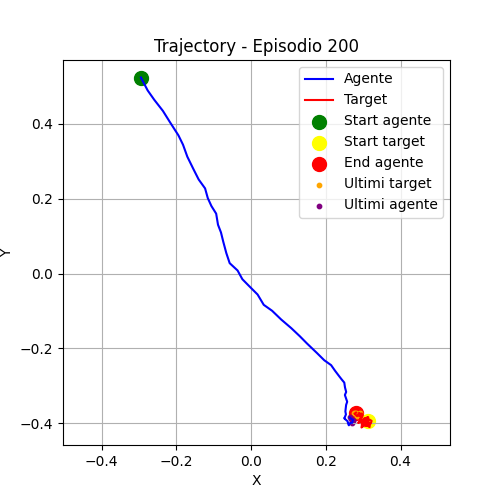 Trajectory - Episodio 200
Agente
Target
Start agente
Start target
End agente
Ultimi target
Ultimi agente
Y
0.4
0.2
0.0
−0.2
−0.4
−0.4
−0.2
0.0
0.2
0.4
X